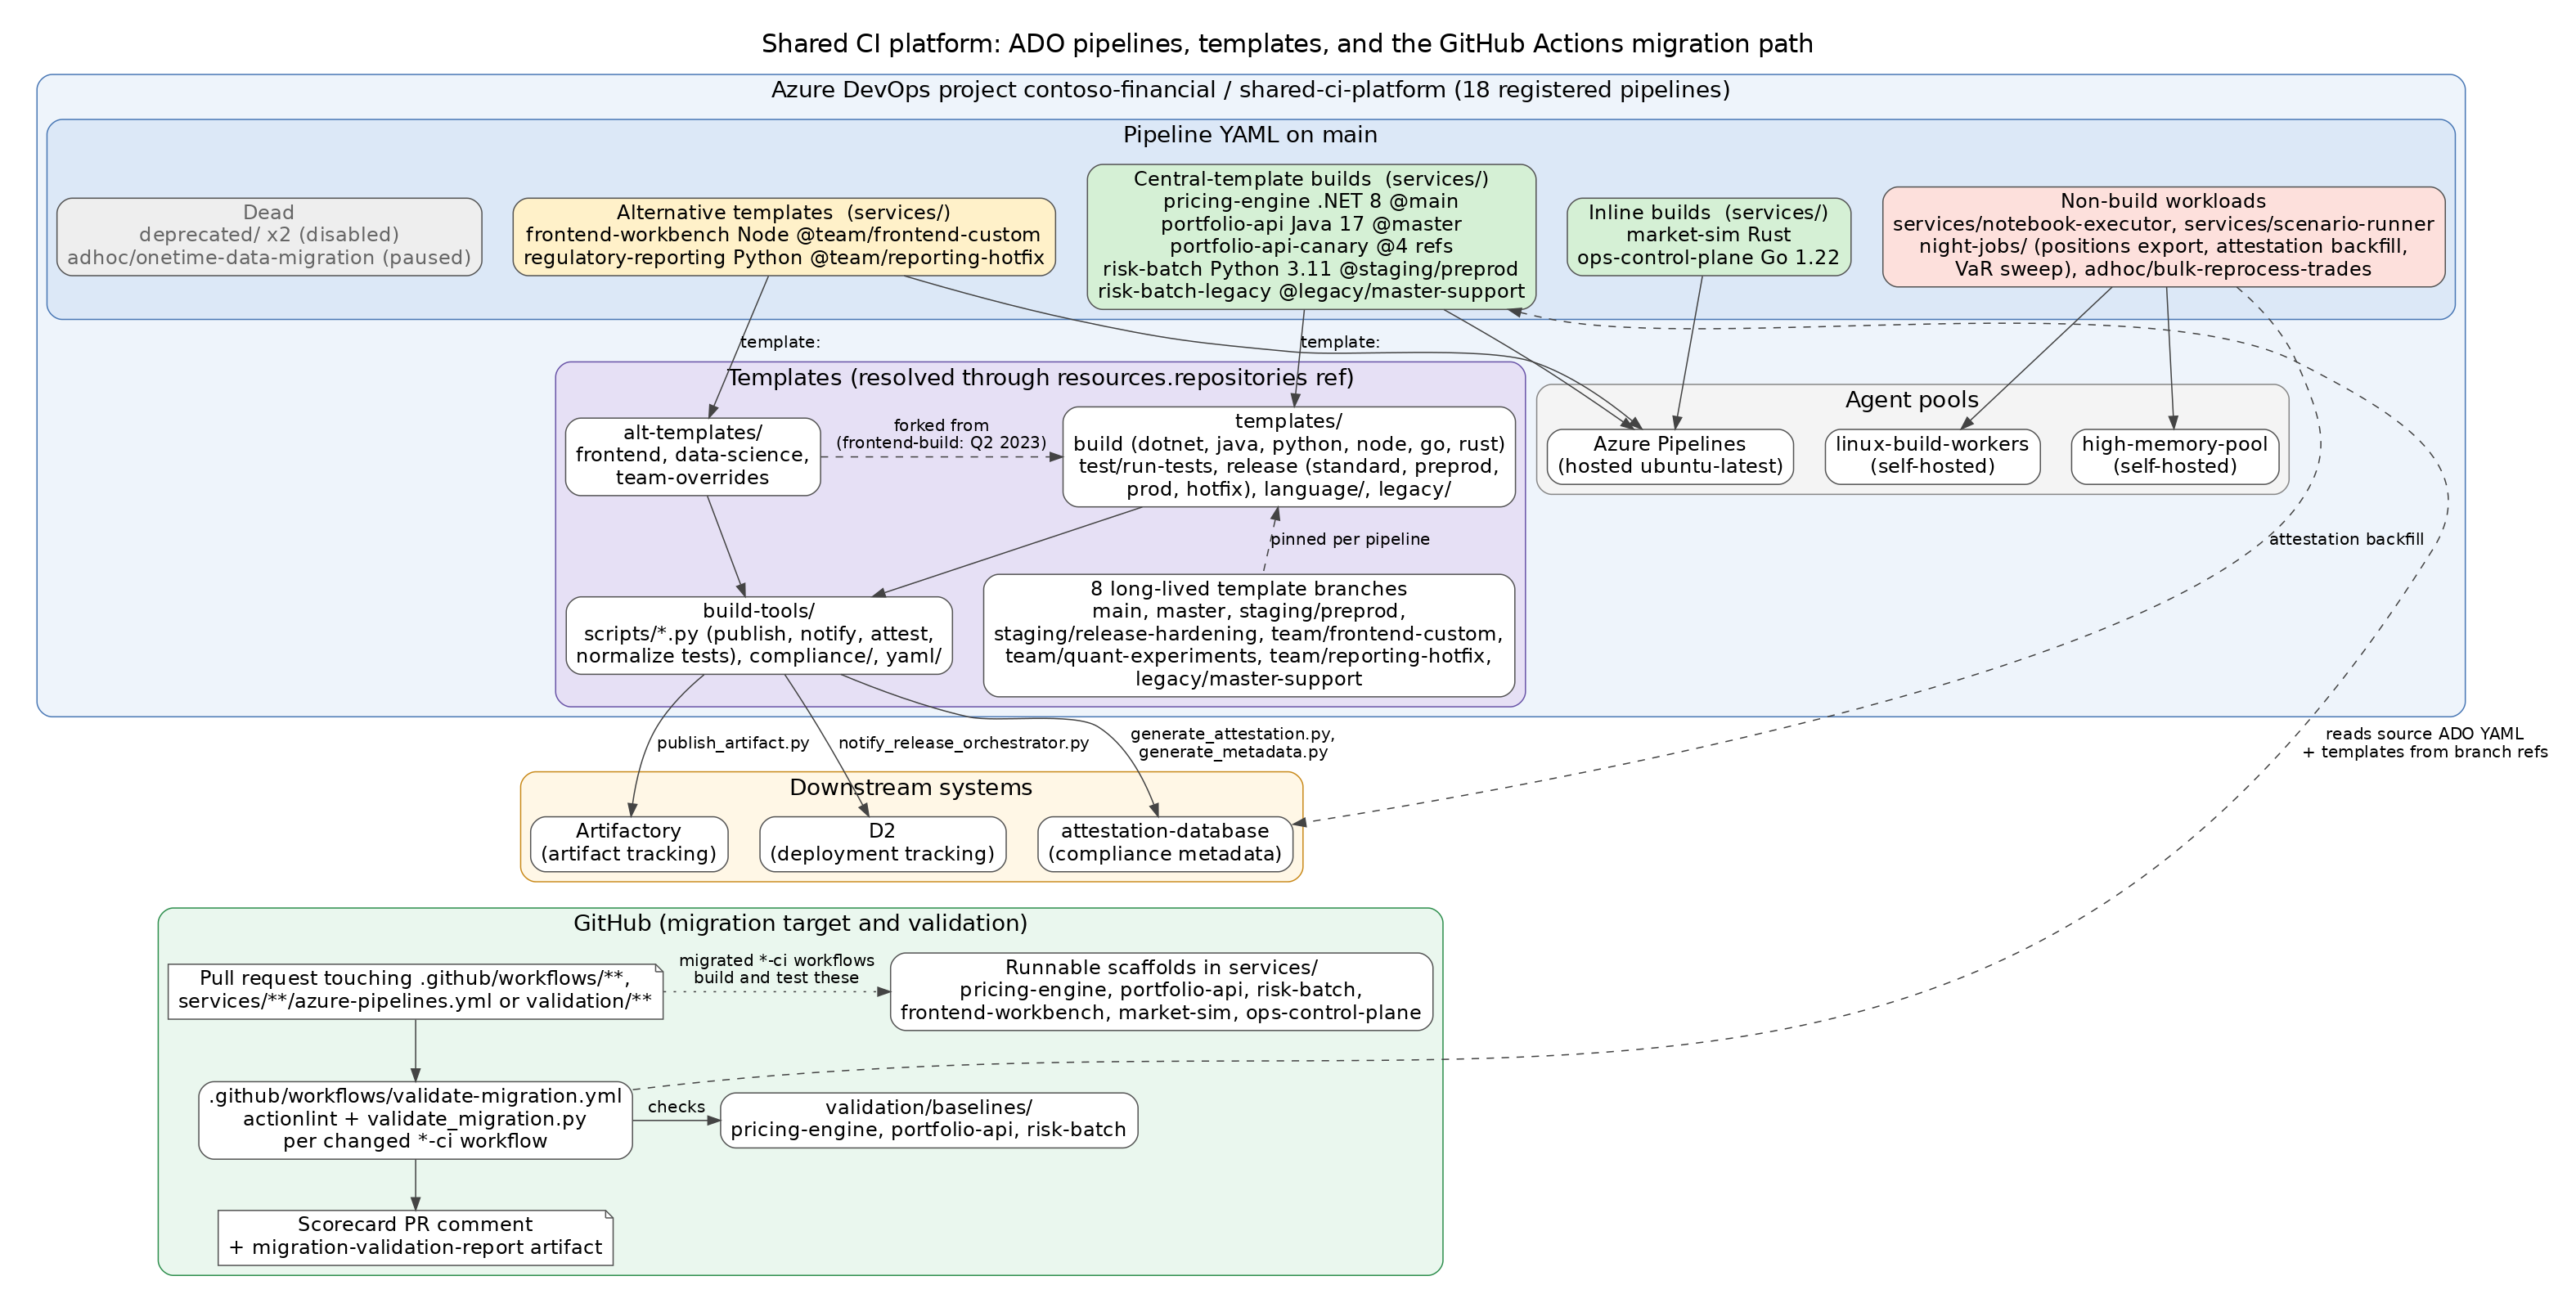 Shared CI platform: ADO pipelines, templates, and the GitHub Actions migration path
Azure DevOps project contoso-financial / shared-ci-platform (18 registered pipelines)
Pipeline YAML on main
Dead
deprecated/ x2 (disabled)
adhoc/onetime-data-migration (paused)
Alternative templates  (services/)
frontend-workbench Node @team/frontend-custom
regulatory-reporting Python @team/reporting-hotfix
Central-template builds  (services/)
pricing-engine .NET 8 @main
portfolio-api Java 17 @master
portfolio-api-canary @4 refs
risk-batch Python 3.11 @staging/preprod
risk-batch-legacy @legacy/master-support
Inline builds  (services/)
market-sim Rust
ops-control-plane Go 1.22
Non-build workloads
services/notebook-executor, services/scenario-runner
night-jobs/ (positions export, attestation backfill,
VaR sweep), adhoc/bulk-reprocess-trades
template:
template:
Templates (resolved through resources.repositories ref)
alt-templates/
frontend, data-science,
team-overrides
forked from
(frontend-build: Q2 2023)
templates/
build (dotnet, java, python, node, go, rust)
test/run-tests, release (standard, preprod,
prod, hotfix), language/, legacy/
Agent pools
Azure Pipelines
(hosted ubuntu-latest)
linux-build-workers
(self-hosted)
high-memory-pool
(self-hosted)
pinned per pipeline
attestation backfill
build-tools/
scripts/*.py (publish, notify, attest,
normalize tests), compliance/, yaml/
8 long-lived template branches
main, master, staging/preprod,
staging/release-hardening, team/frontend-custom,
team/quant-experiments, team/reporting-hotfix,
legacy/master-support
publish_artifact.py
notify_release_orchestrator.py
generate_attestation.py,
generate_metadata.py
reads source ADO YAML
+ templates from branch refs
Downstream systems
Artifactory
(artifact tracking)
D2
(deployment tracking)
attestation-database
(compliance metadata)
GitHub (migration target and validation)
Pull request touching .github/workflows/**,
services/**/azure-pipelines.yml or validation/**
migrated *-ci workflows
build and test these
Runnable scaffolds in services/
pricing-engine, portfolio-api, risk-batch,
frontend-workbench, market-sim, ops-control-plane
.github/workflows/validate-migration.yml
actionlint + validate_migration.py
per changed *-ci workflow
checks
validation/baselines/
pricing-engine, portfolio-api, risk-batch
Scorecard PR comment
+ migration-validation-report artifact